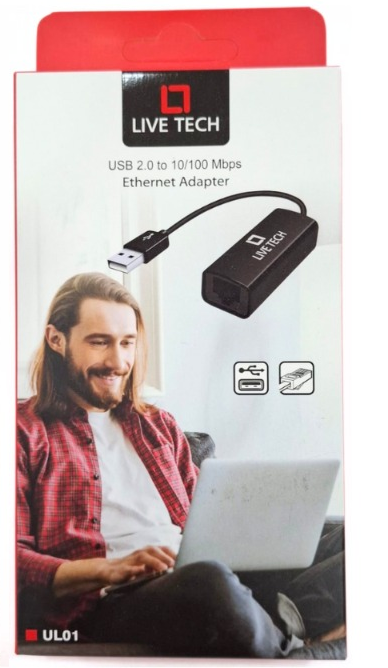 LIVE TECH
USB 2.0 to 10/100 Mbps
Ethernet Adapter
LIVE TECH
UL01